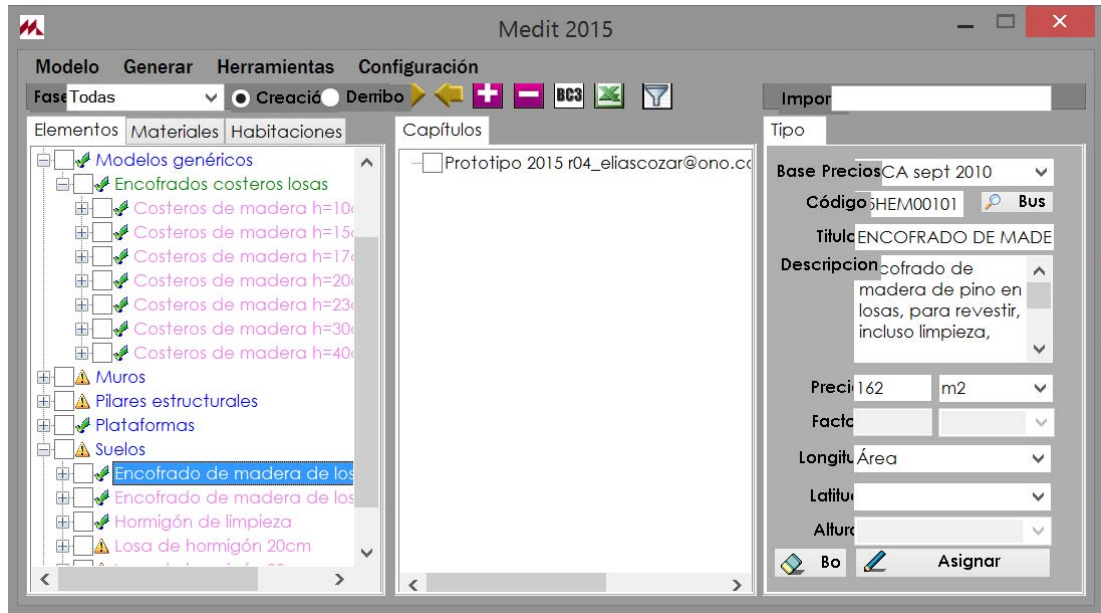 Medit 2015
Modelo Generar Herramientas Configuración
Fase Todas Creació Derribo BC3 Impor
Elementos Materiales Habitaciones
Modelos genéricos
Encofrados costeros losas
Costeros de madera h=10
Costeros de madera h=15
Costeros de madera h=17
Costeros de madera h=20
Costeros de madera h=23
Costeros de madera h=30
Costeros de madera h=40
Muros
Pilares estructurales
Plataformas
Suelos
Encofrado de madera de los
Encofrado de madera de los
Hormigón de limpieza
Losa de hormigón 20cm
Capítulos
Prototipo 2015 r04_eliascozar@ono.co
Tipo
Base Precios CA sept 2010
Código 5HEM00101 Bus
Titulo ENCOFRADO DE MADE
Descripcion cofrado de
madera de pino en
losas, para revestir,
incluso limpieza,
Preci 162 m2
Facto
Longitu Área
Latitu
Altura
Bo Asignar